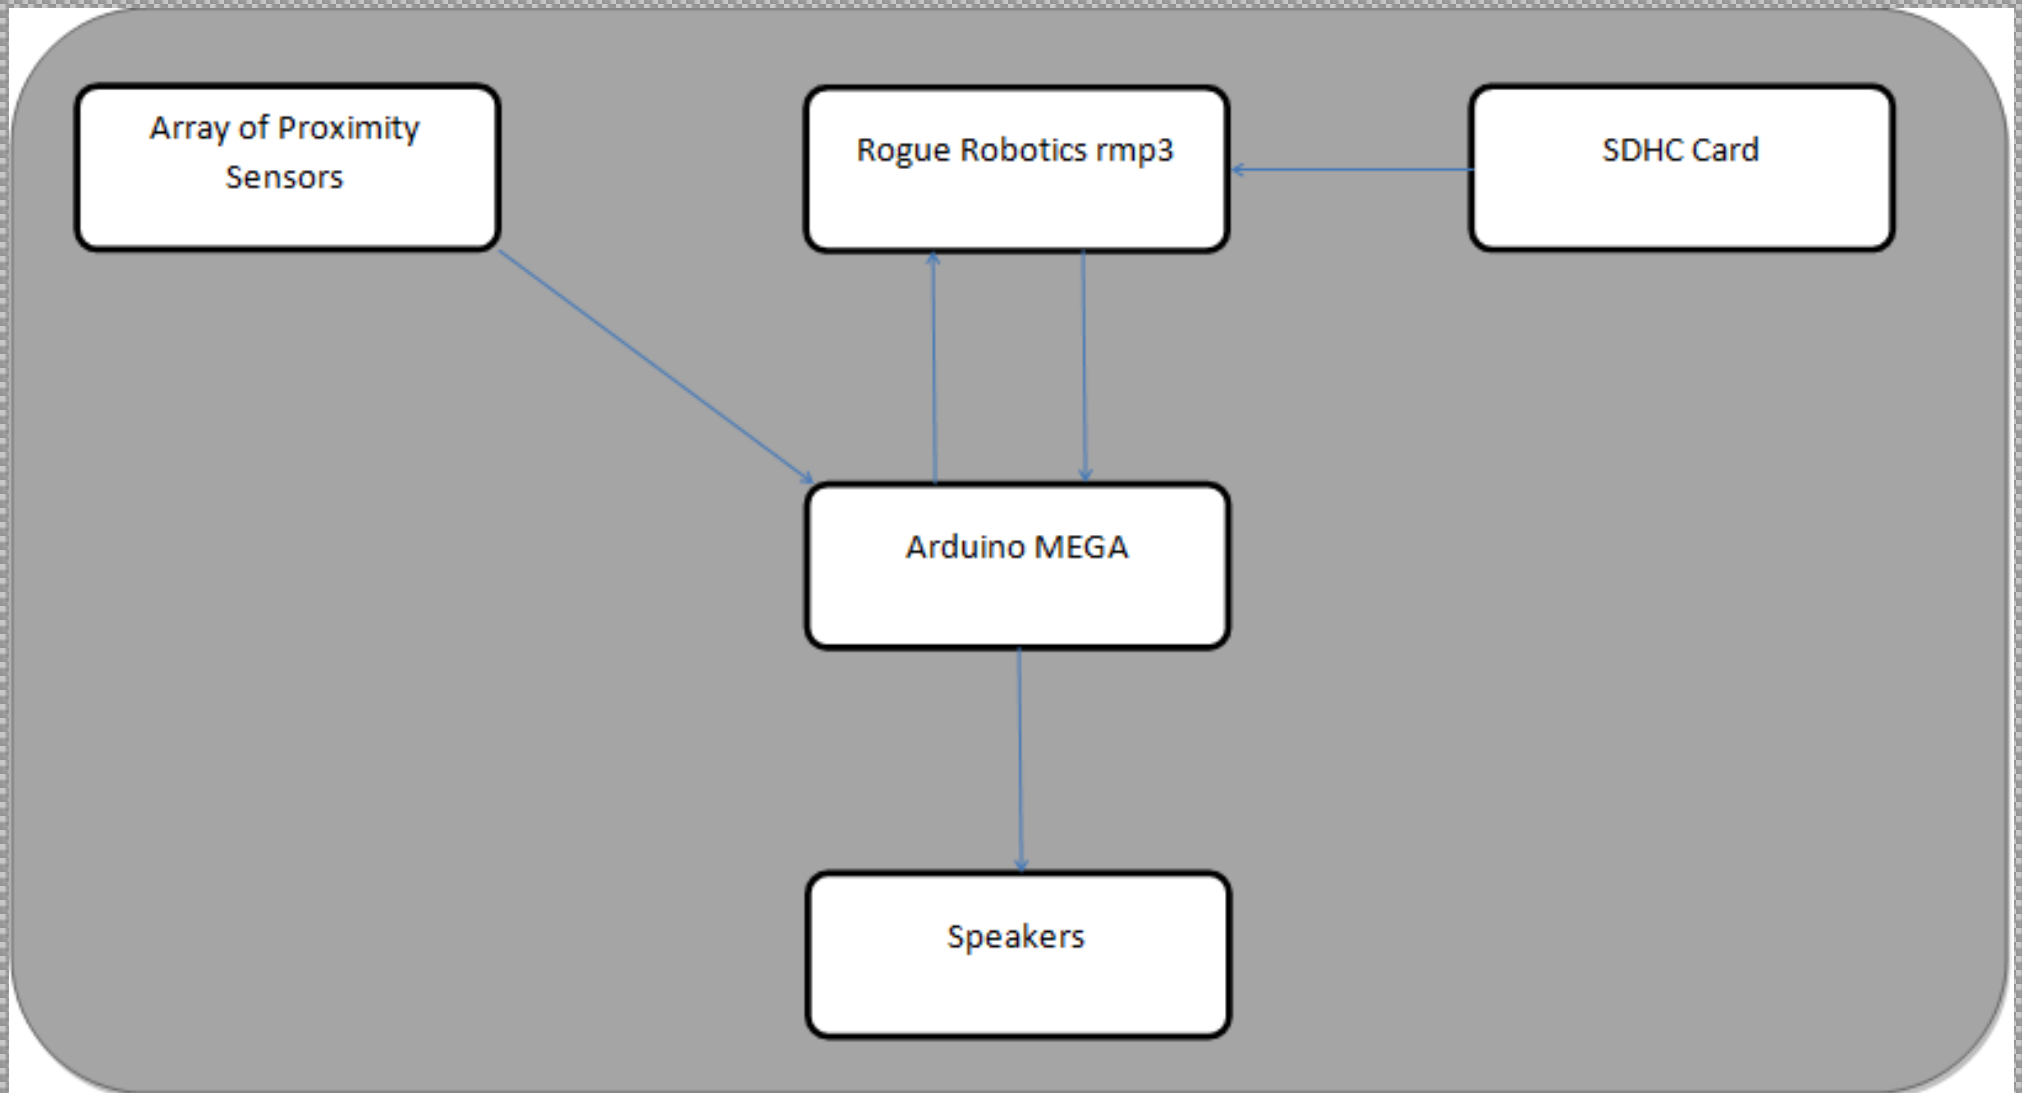 Array of Proximity
Sensors
Rogue Robotics rmp3
SDHC Card
Arduino MEGA
Speakers